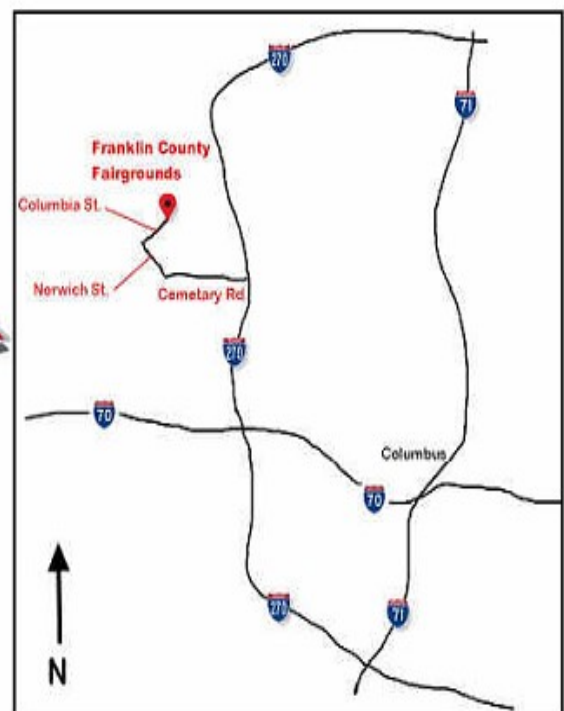 270
71
Franklin County
Fairgrounds
Columbia St.
Norwich St.
Cemetary Rd
270
70
Columbus
70
270
71
N